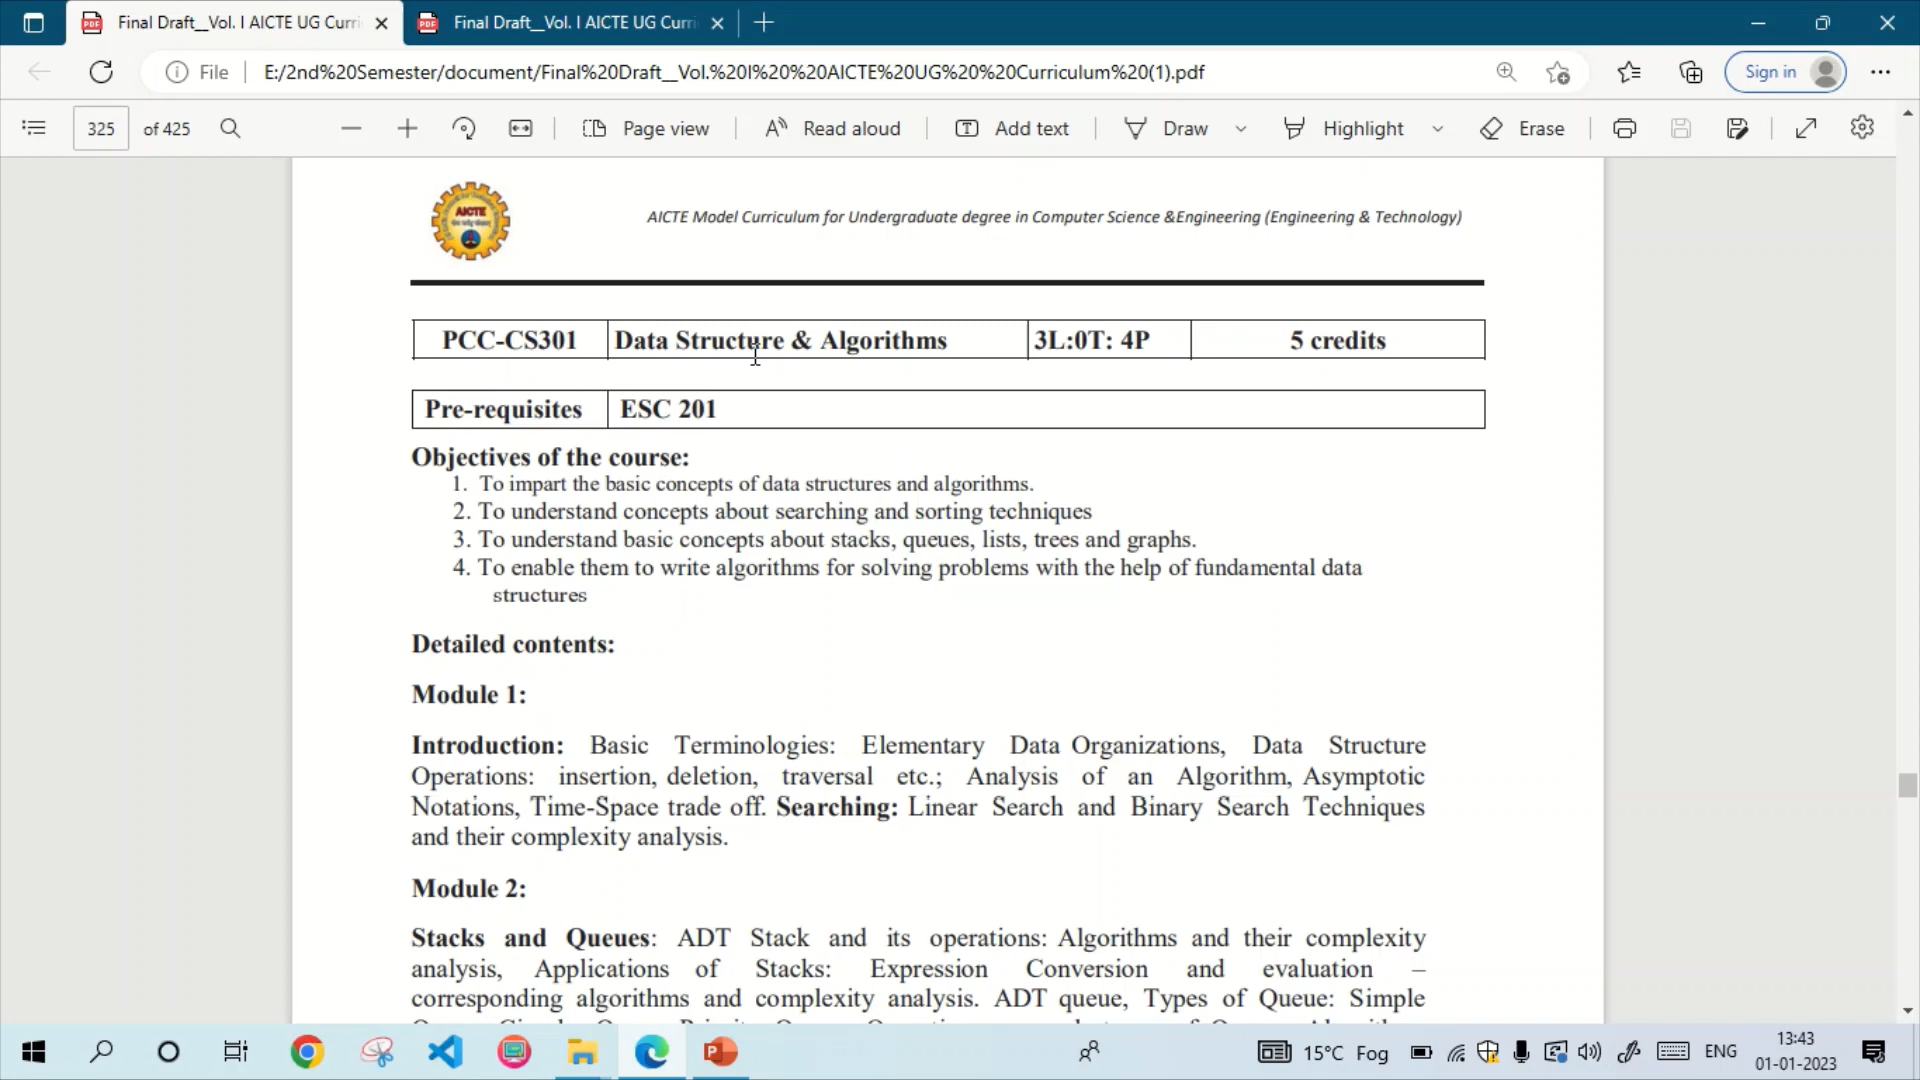 Final Draft__Vol. I AICTE UG Curri
Final Draft__Vol. I AICTE UG Curri
File
E:/2nd%20Semester/document/Final%20Draft__Vol.%20I%20%20AICTE%20UG%20%20Curriculum%20(1).pdf
Sign in
325 of 425
Page view
Read aloud
Add text
Draw
Highlight
Erase
AICTE
AICTE Model Curriculum for Undergraduate degree in Computer Science &Engineering (Engineering & Technology)
PCC-CS301 Data Structure & Algorithms 3L:0T: 4P 5 credits
Pre-requisites ESC 201
Objectives of the course:
1. To impart the basic concepts of data structures and algorithms.
2. To understand concepts about searching and sorting techniques
3. To understand basic concepts about stacks, queues, lists, trees and graphs.
4. To enable them to write algorithms for solving problems with the help of fundamental data
structures
Detailed contents:
Module 1:
Introduction: Basic Terminologies: Elementary Data Organizations, Data Structure
Operations: insertion, deletion, traversal etc.; Analysis of an Algorithm, Asymptotic
Notations, Time-Space trade off. Searching: Linear Search and Binary Search Techniques
and their complexity analysis.
Module 2:
Stacks and Queues: ADT Stack and its operations: Algorithms and their complexity
analysis, Applications of Stacks: Expression Conversion and evaluation –
corresponding algorithms and complexity analysis. ADT queue, Types of Queue: Simple
15°C Fog
ENG
13:43
01-01-2023